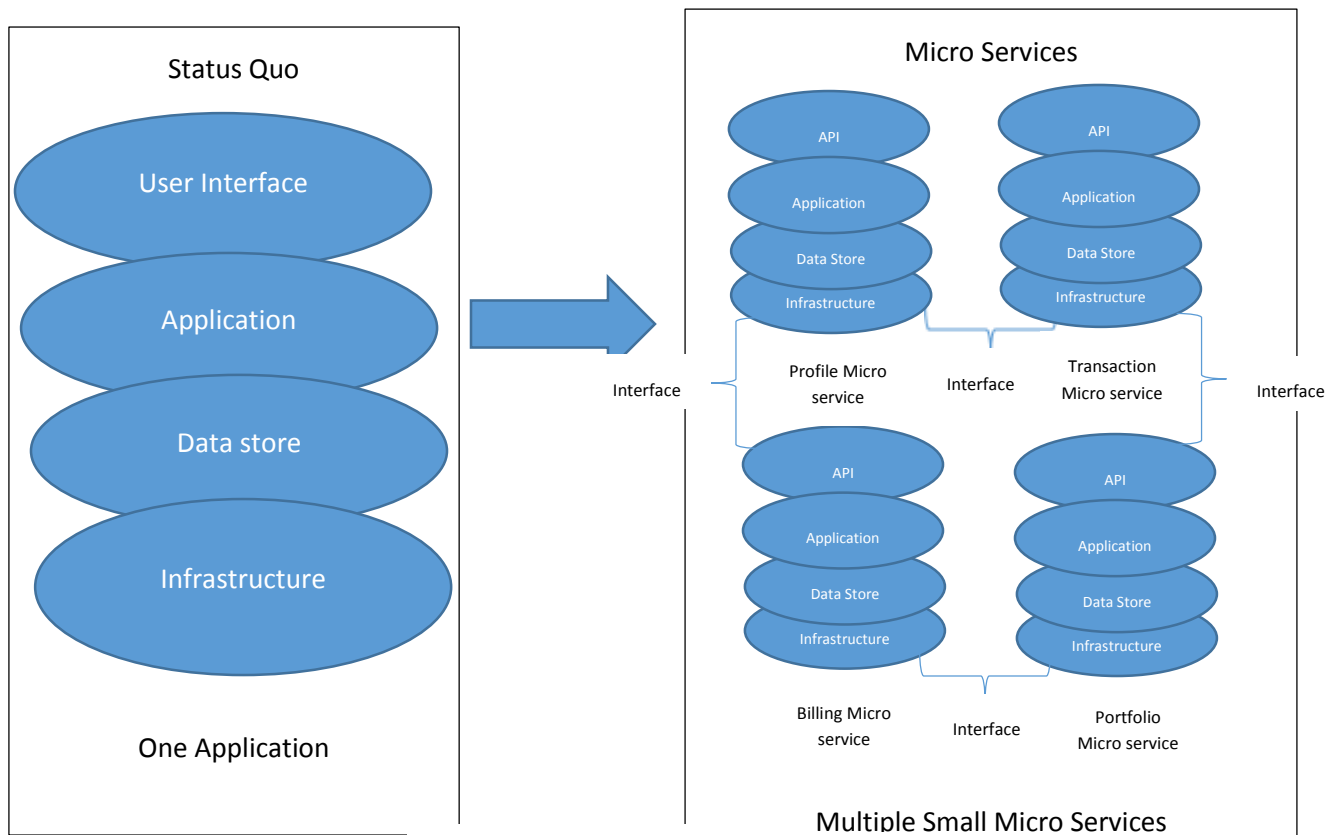 Status Quo
User Interface
Application
Data store
Infrastructure
One Application
Micro Services
API
Application
Data Store
Infrastructure
Profile Micro
service
API
Application
Data Store
Infrastructure
Transaction
Micro service
Interface
Interface
Interface
API
Application
Data Store
Infrastructure
Billing Micro
service
API
Application
Data Store
Infrastructure
Portfolio
Micro service
Interface
Multiple Small Micro Services